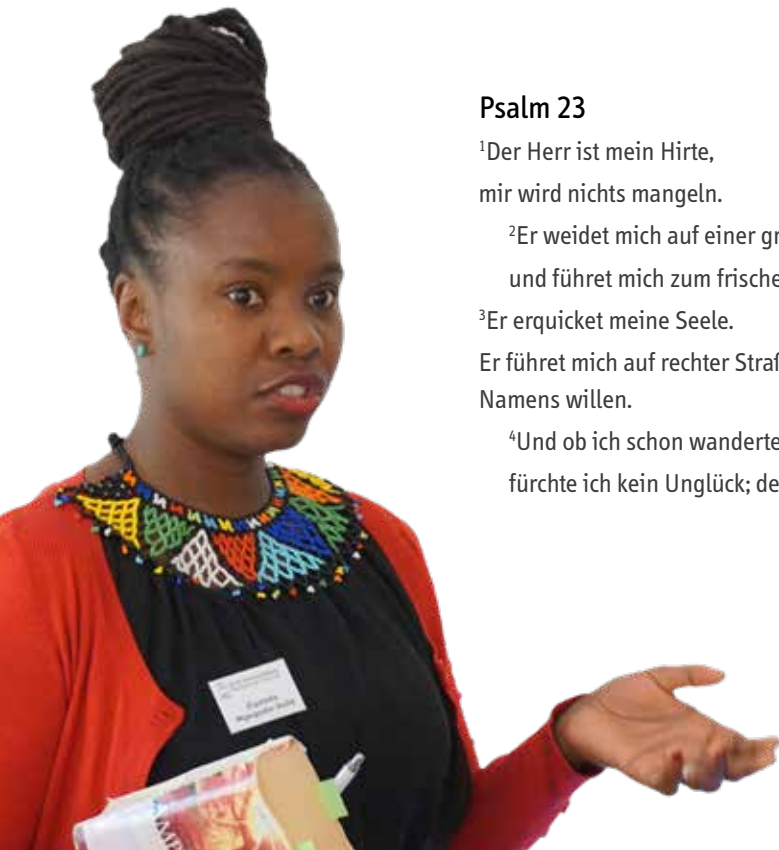 Psalm 23
¹Der Herr ist mein Hirte,
mir wird nichts mangeln.
²Er weidet mich auf einer gr
und führet mich zum frische
³Er erquicket meine Seele.
Er führet mich auf rechter Straß
Namens willen.
⁴Und ob ich schon wanderte
fürchte ich kein Unglück; de